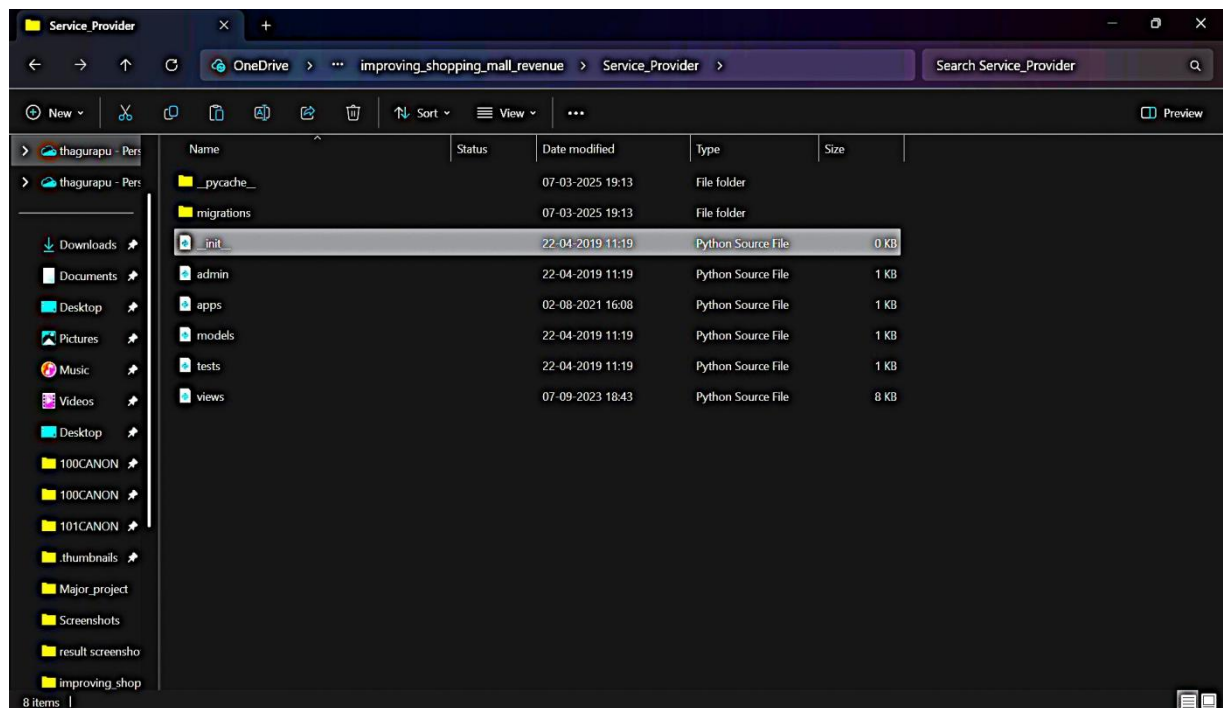 Service_Provider
OneDrive > ... improving_shopping_mall_revenue > Service_Provider >
Search Service_Provider
New
Sort
View
Preview
thagurapu - Pers
thagurapu - Pers
Downloads
Documents
Desktop
Pictures
Music
Videos
Desktop
100CANON
100CANON
101CANON
.thumbnails
Major_project
Screenshots
result screensho
improving_shop
Name Status Date modified Type Size
__pycache__ 07-03-2025 19:13 File folder
migrations 07-03-2025 19:13 File folder
__init__ 22-04-2019 11:19 Python Source File 0 KB
admin 22-04-2019 11:19 Python Source File 1 KB
apps 02-08-2021 16:08 Python Source File 1 KB
models 22-04-2019 11:19 Python Source File 1 KB
tests 22-04-2019 11:19 Python Source File 1 KB
views 07-09-2023 18:43 Python Source File 8 KB
8 items